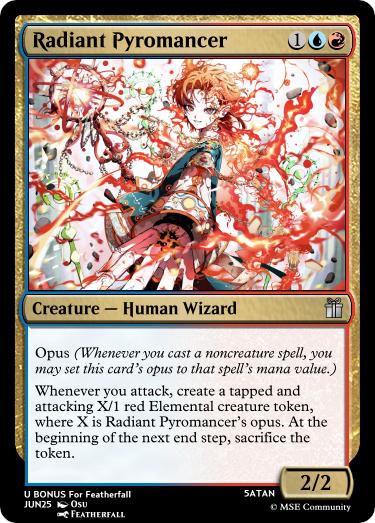 Radiant Pyromancer 1
Creature — Human Wizard
Opus (Whenever you cast a noncreature spell, you
may set this card's opus to that spell's mana value.)
Whenever you attack, create a tapped and
attacking X/1 red Elemental creature token,
where X is Radiant Pyromancer's opus. At the
beginning of the next end step, sacrifice the
token.
2/2
U BONUS For Featherfall 5ATAN
JUN25 Osu © MSE Community
Featherfall